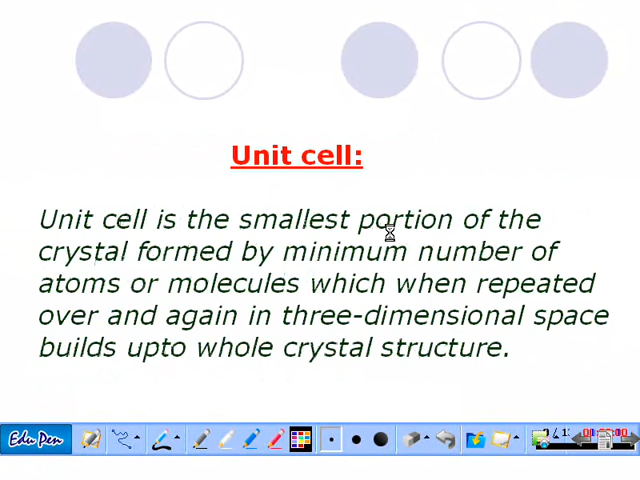 Unit cell:
Unit cell is the smallest portion of the
crystal formed by minimum number of
atoms or molecules which when repeated
over and again in three-dimensional space
builds upto whole crystal structure.
Edu Pen